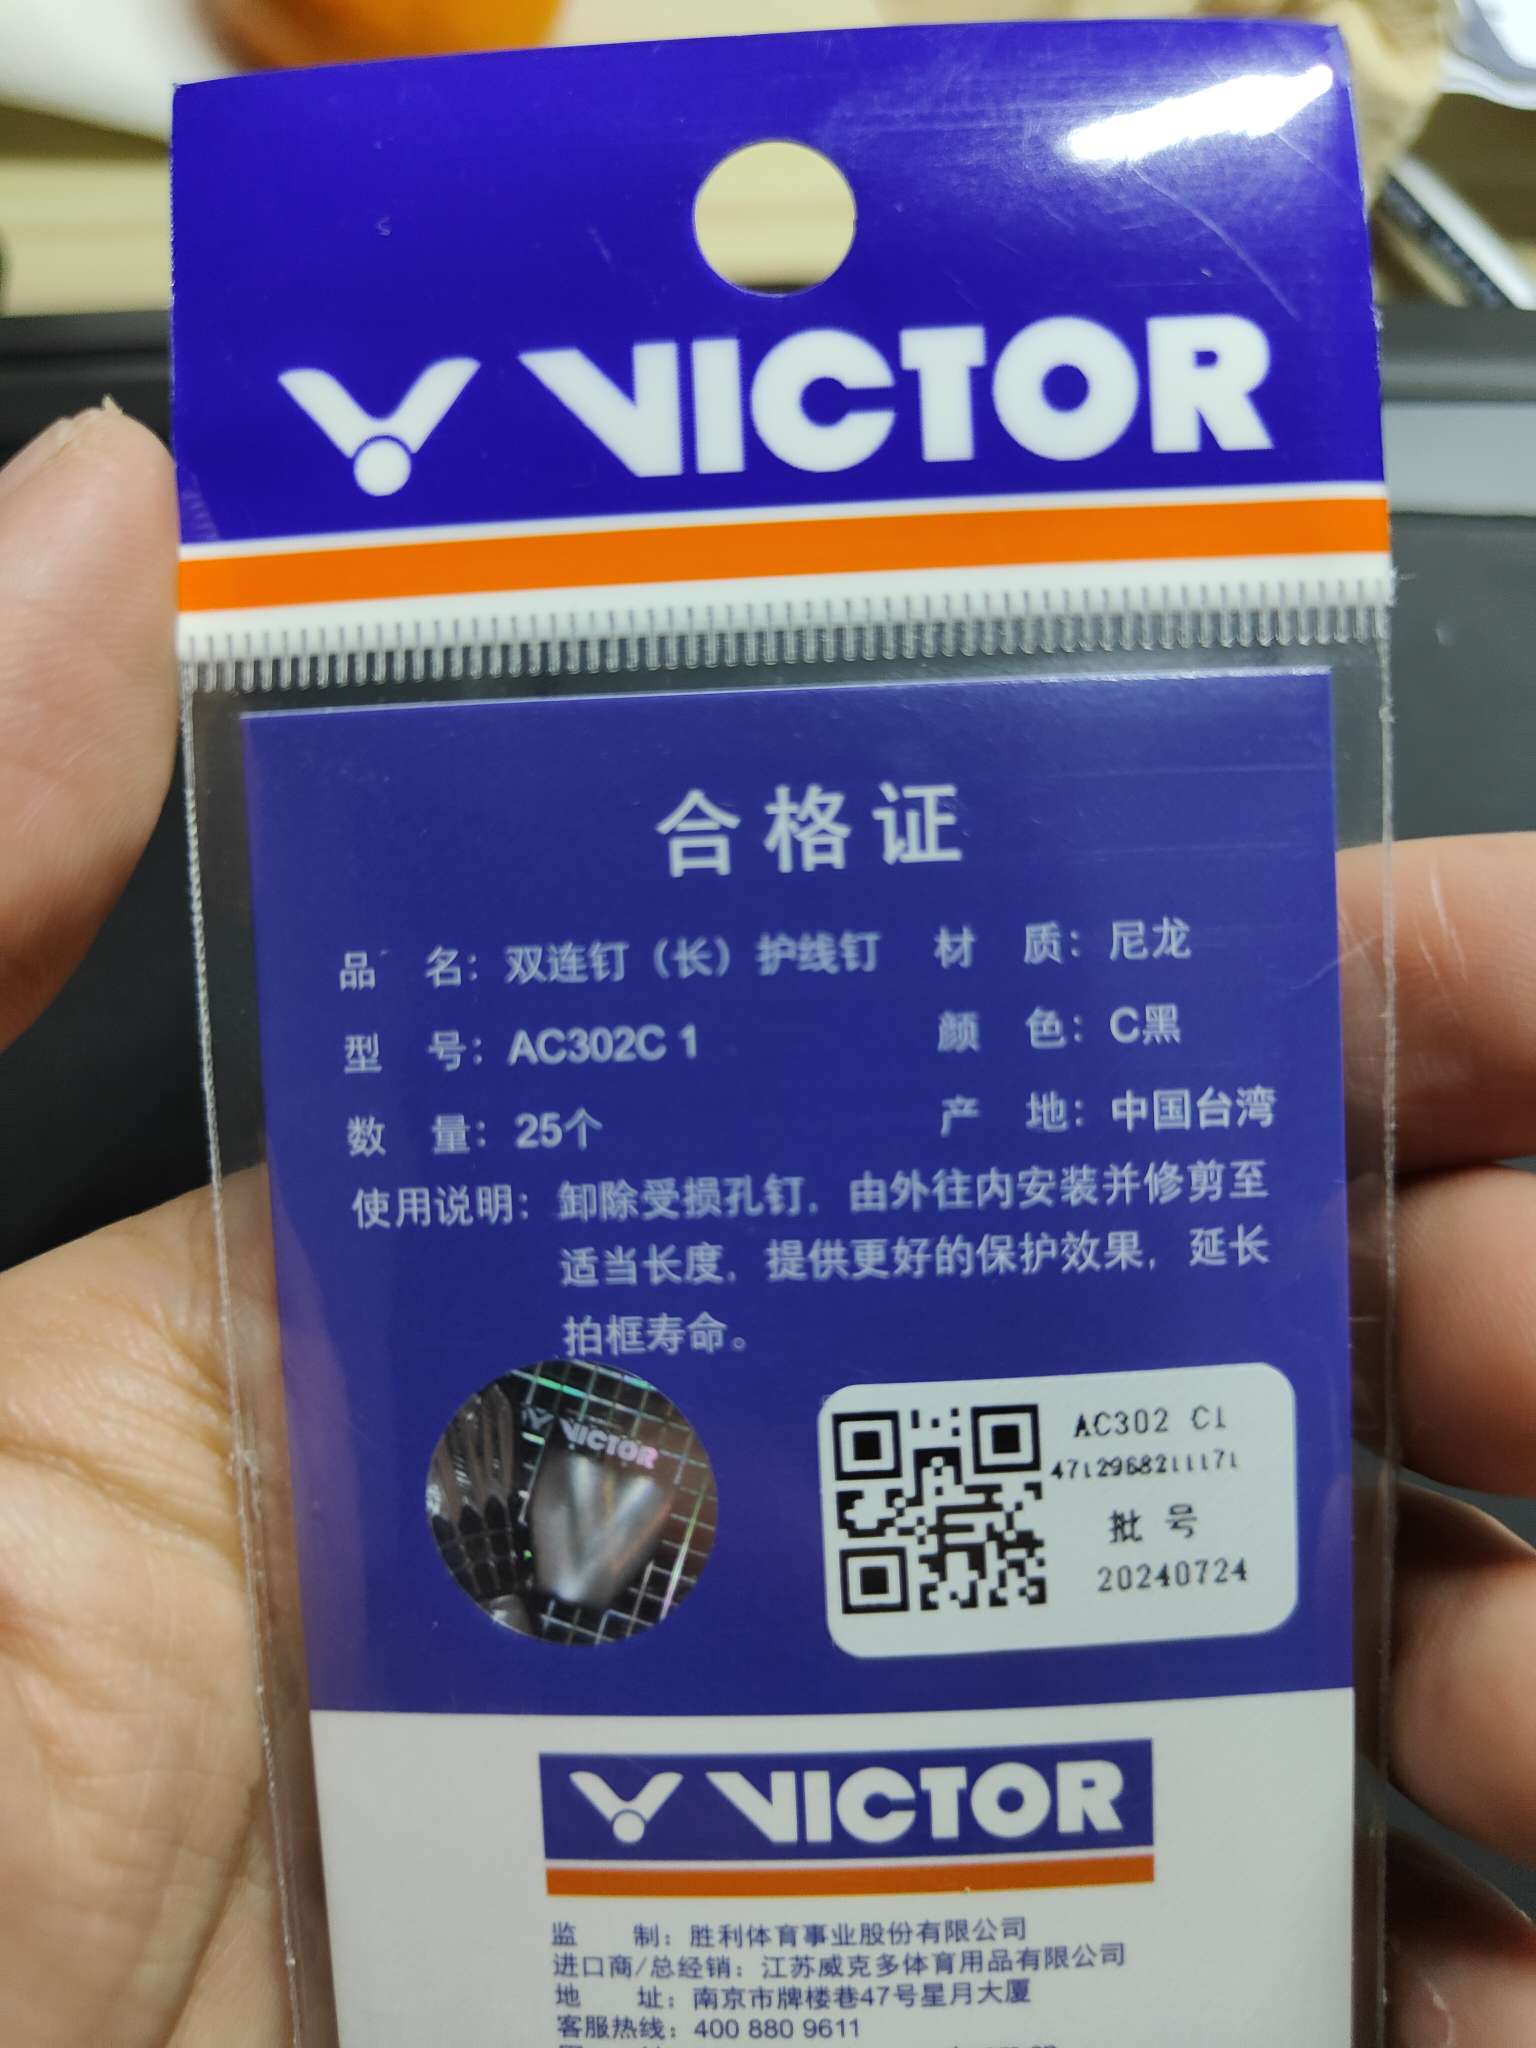 VICTOR
合格证
品 名：双连钉（长）护线钉 材 质：尼龙
型 号：AC302C 1 颜 色：C黑
数 量：25个 产 地：中国台湾
使用说明：卸除受损孔钉，由外往内安装并修剪至
适当长度，提供更好的保护效果，延长
拍框寿命。
VICTOR
AC302 C1
4712968211171
批 号
20240724
VICTOR
监 制：胜利体育事业股份有限公司
进口商/总经销：江苏威克多体育用品有限公司
地 址：南京市牌楼巷47号星月大厦
客服热线：400 880 9611